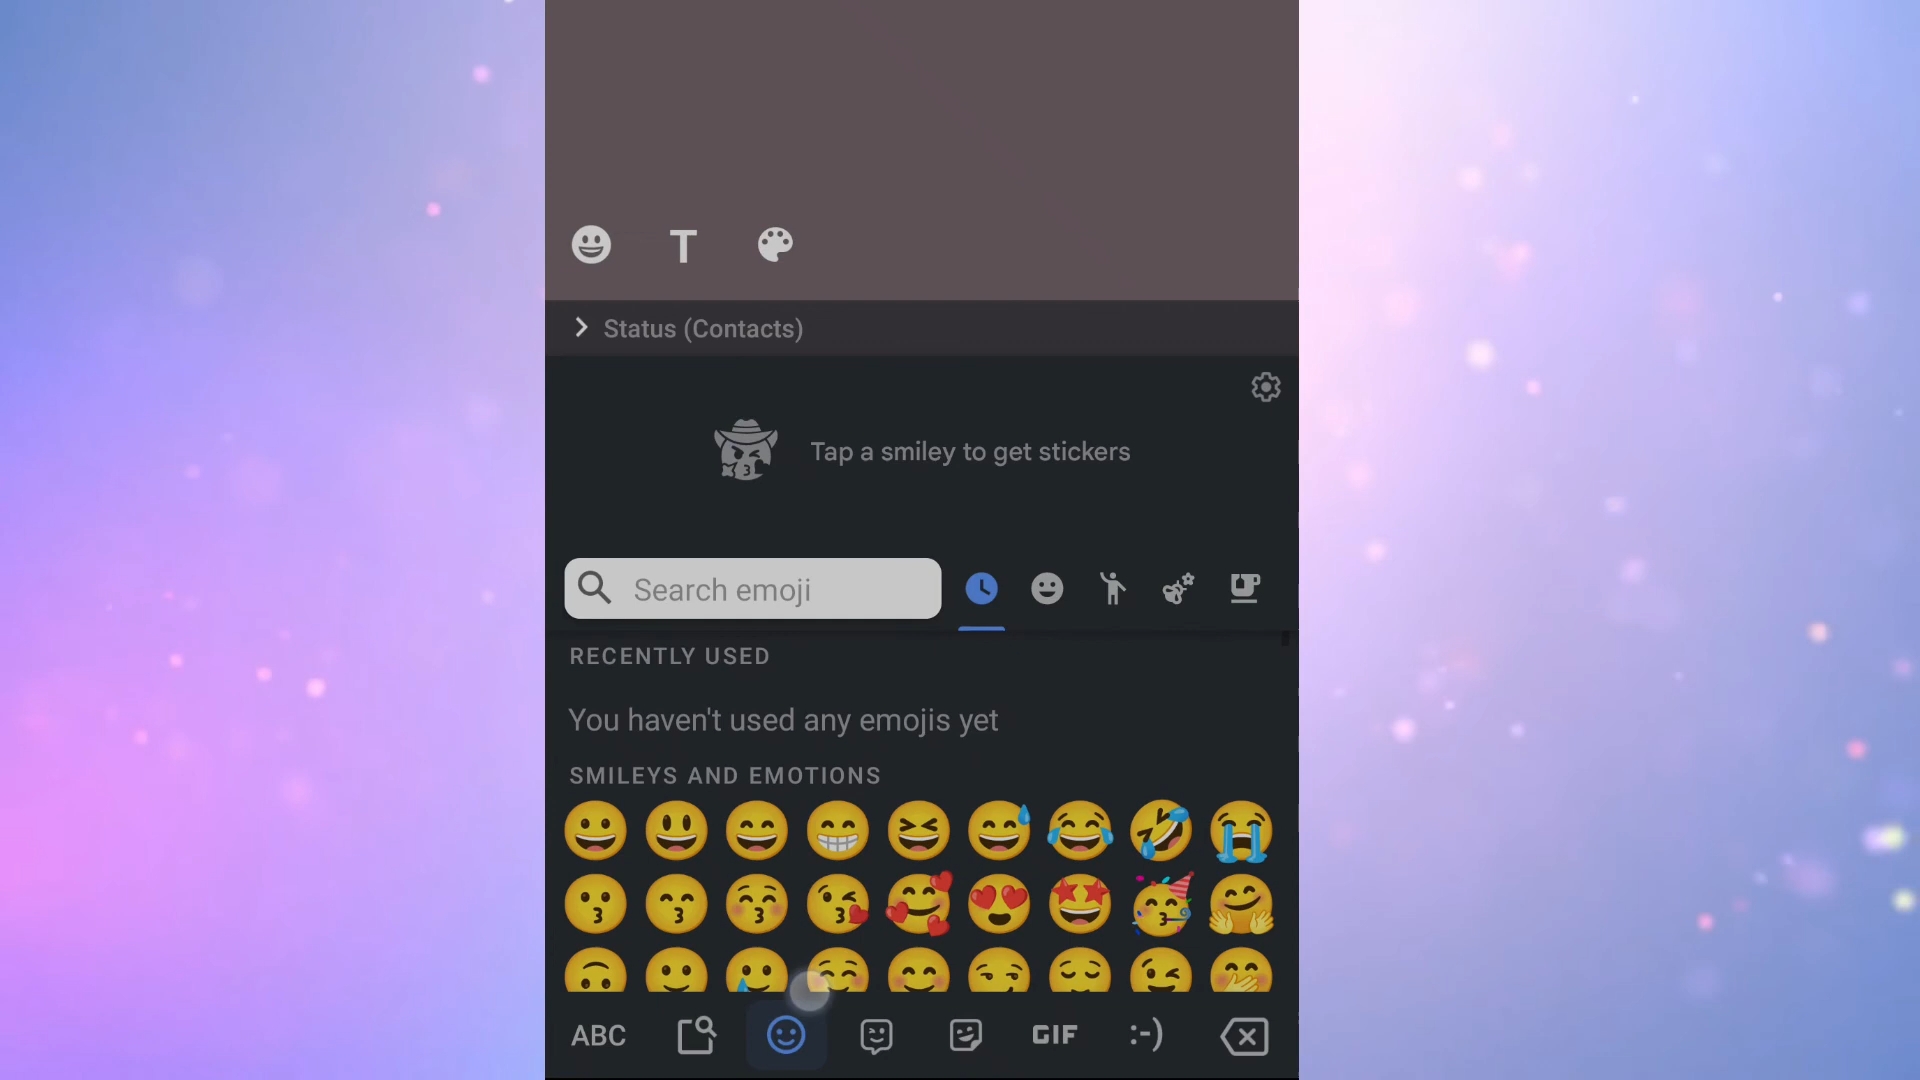 T
Status (Contacts)
Tap a smiley to get stickers
Search emoji
RECENTLY USED
You haven't used any emojis yet
SMILEYS AND EMOTIONS
ABC GIF :-)